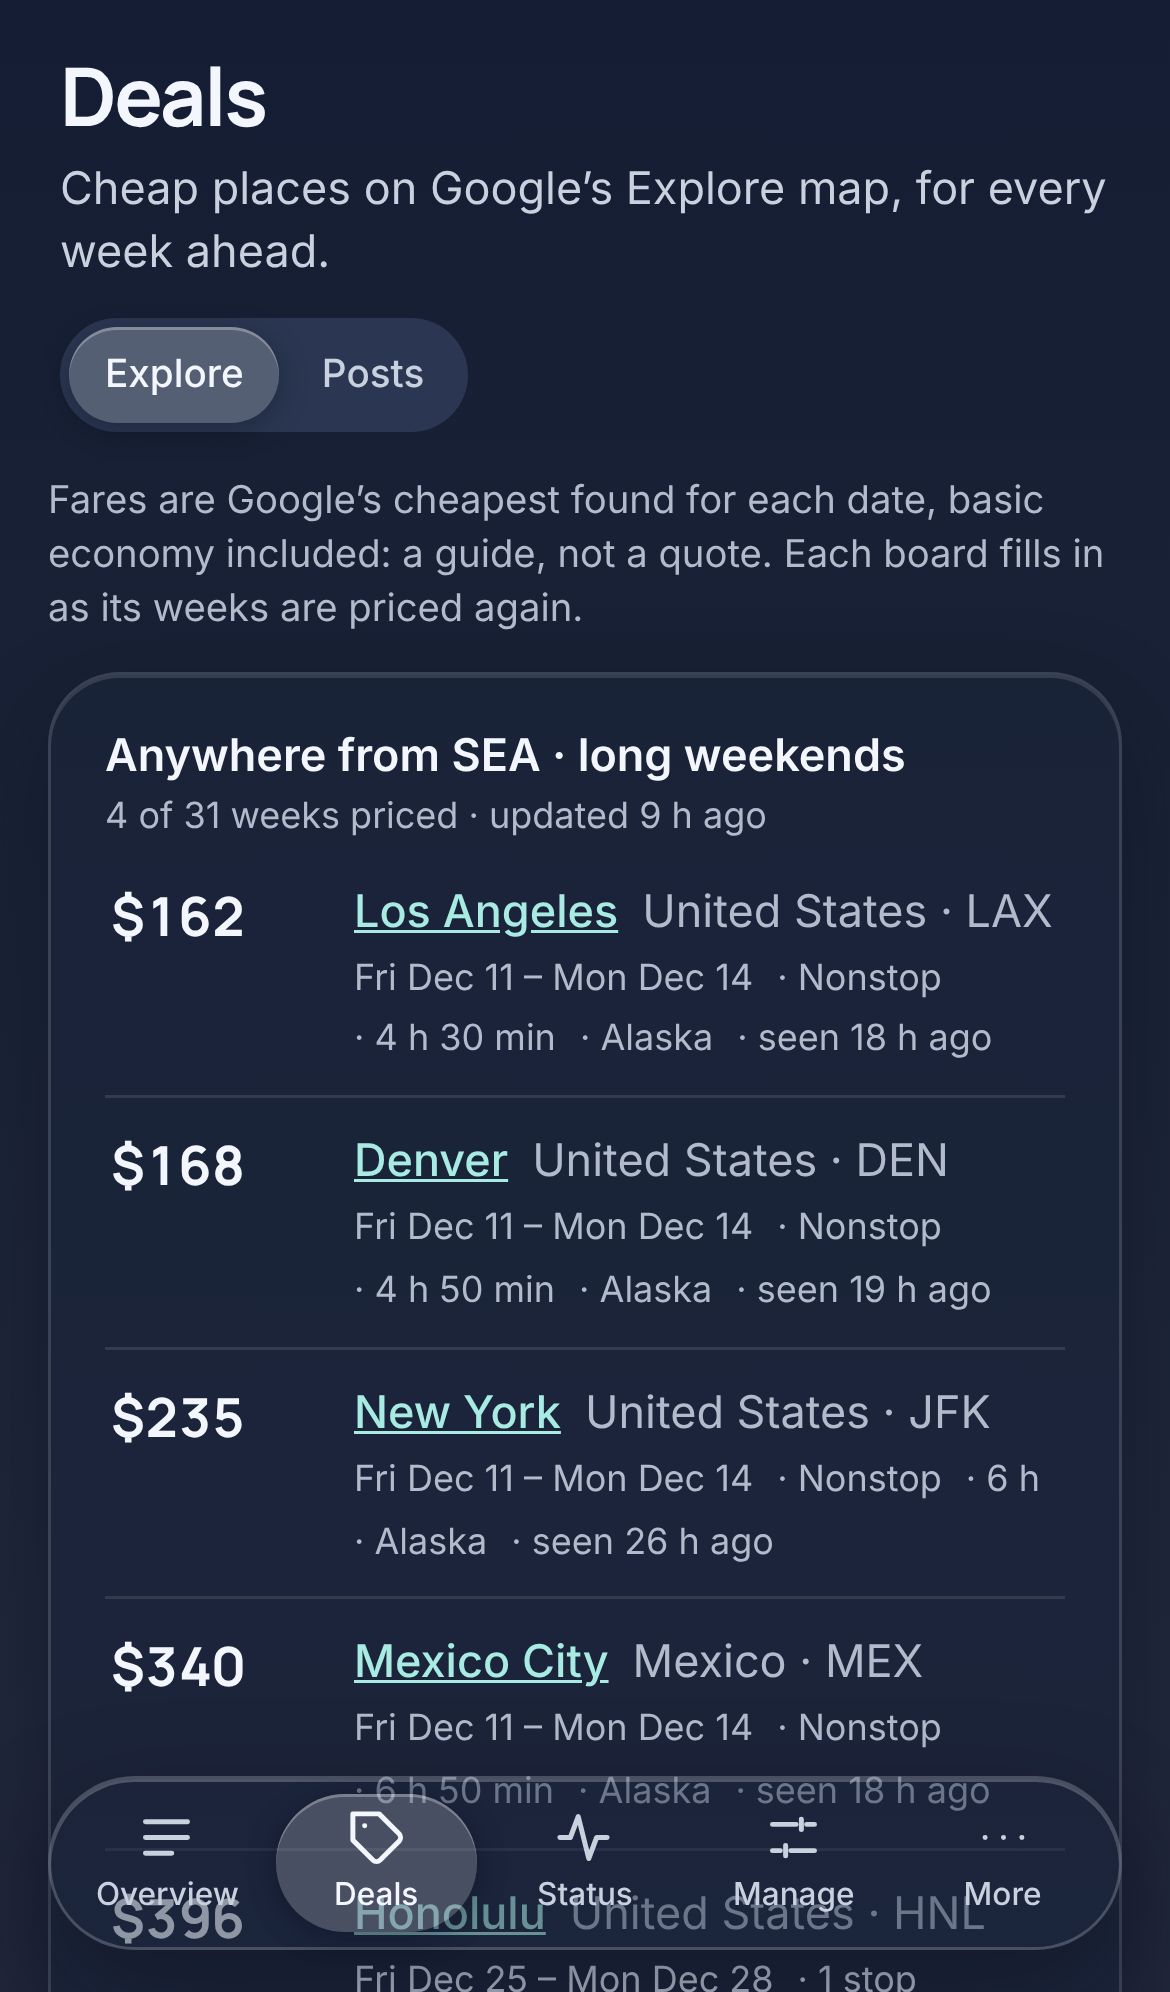 Deals
Cheap places on Google’s Explore map, for every
week ahead.
Explore Posts
Fares are Google’s cheapest found for each date, basic
economy included: a guide, not a quote. Each board fills in
as its weeks are priced again.
Anywhere from SEA · long weekends
4 of 31 weeks priced · updated 9 h ago
$162 Los Angeles United States · LAX
Fri Dec 11 – Mon Dec 14 · Nonstop
· 4 h 30 min · Alaska · seen 18 h ago
$168 Denver United States · DEN
Fri Dec 11 – Mon Dec 14 · Nonstop
· 4 h 50 min · Alaska · seen 19 h ago
$235 New York United States · JFK
Fri Dec 11 – Mon Dec 14 · Nonstop · 6 h
· Alaska · seen 26 h ago
$340 Mexico City Mexico · MEX
Fri Dec 11 – Mon Dec 14 · Nonstop
· 6 h 50 min · Alaska · seen 18 h ago
Overview Deals Status Manage More
$396 Honolulu United States · HNL
Fri Dec 25 – Mon Dec 28 · 1 stop